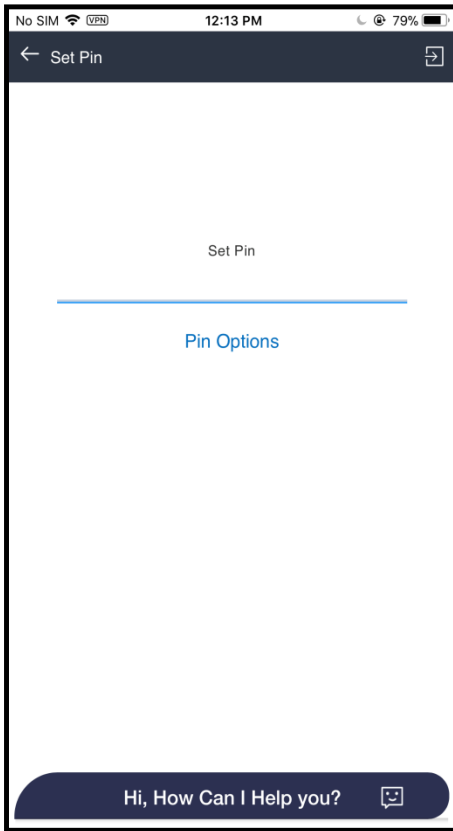 No SIM VPN 12:13 PM 79%
Set Pin
Set Pin
Pin Options
Hi, How Can I Help you?